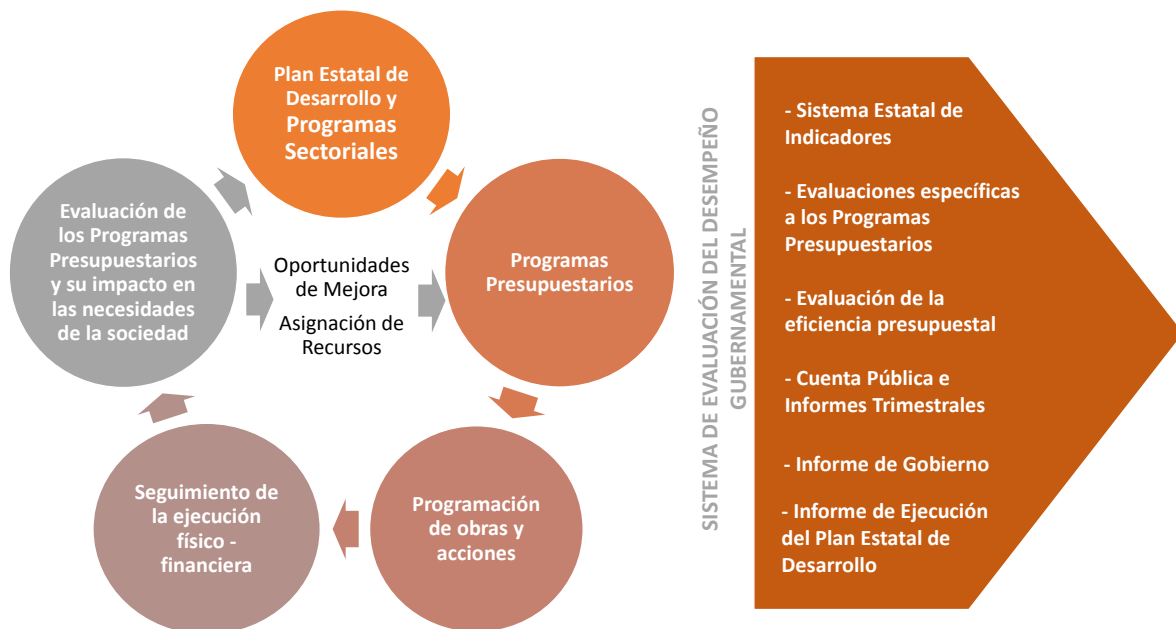 Plan Estatal de
Desarrollo y
Programas
Sectoriales
Evaluación de
los Programas
Presupuestarios
y su impacto en
las necesidades
de la sociedad
Oportunidades
de Mejora
Asignación de
Recursos
Programas
Presupuestarios
Seguimiento de
la ejecución
físico -
financiera
Programación
de obras y
acciones
SISTEMA DE EVALUACIÓN DEL DESEMPEÑO
GUBERNAMENTAL
- Sistema Estatal de
Indicadores
- Evaluaciones específicas
a los Programas
Presupuestarios
- Evaluación de la
eficiencia presupuestal
- Cuenta Pública e
Informes Trimestrales
- Informe de Gobierno
- Informe de Ejecución
del Plan Estatal de
Desarrollo